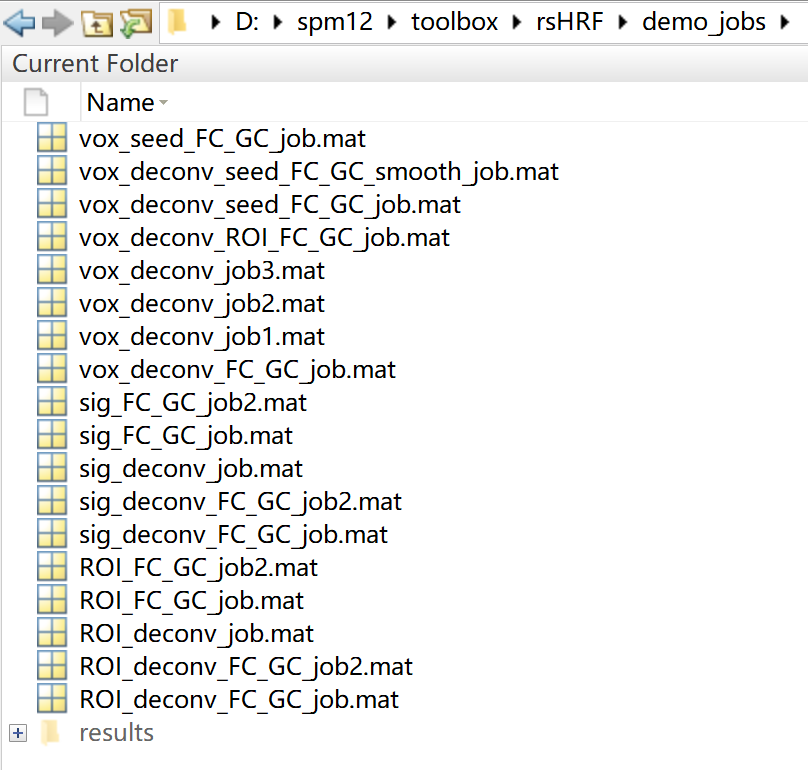 D: spm12 toolbox rsHRF demo_jobs
Current Folder
Name
vox_seed_FC_GC_job.mat
vox_deconv_seed_FC_GC_smooth_job.mat
vox_deconv_seed_FC_GC_job.mat
vox_deconv_ROI_FC_GC_job.mat
vox_deconv_job3.mat
vox_deconv_job2.mat
vox_deconv_job1.mat
vox_deconv_FC_GC_job.mat
sig_FC_GC_job2.mat
sig_FC_GC_job.mat
sig_deconv_job.mat
sig_deconv_FC_GC_job2.mat
sig_deconv_FC_GC_job.mat
ROI_FC_GC_job2.mat
ROI_FC_GC_job.mat
ROI_deconv_job.mat
ROI_deconv_FC_GC_job2.mat
ROI_deconv_FC_GC_job.mat
results